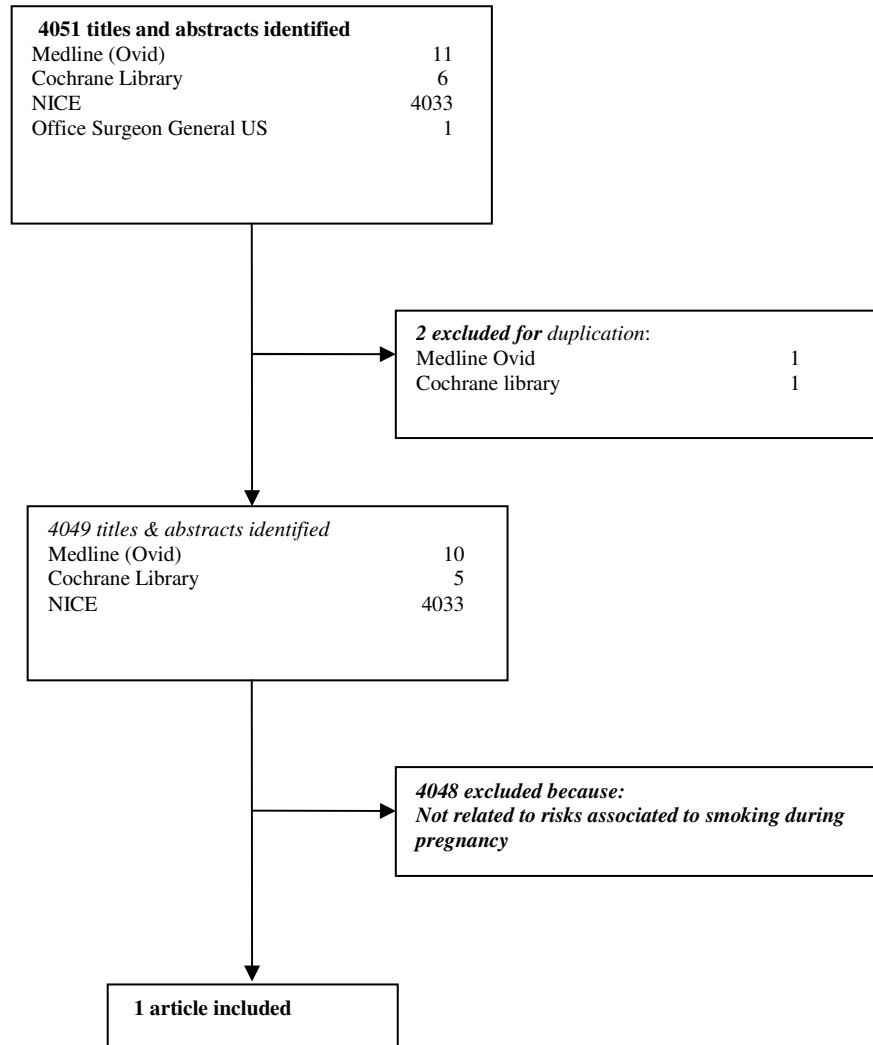 4051 titles and abstracts identified
Medline (Ovid) 11
Cochrane Library 6
NICE 4033
Office Surgeon General US 1
2 excluded for duplication:
Medline Ovid 1
Cochrane library 1
4049 titles & abstracts identified
Medline (Ovid) 10
Cochrane Library 5
NICE 4033
4048 excluded because:
Not related to risks associated to smoking during
pregnancy
1 article included